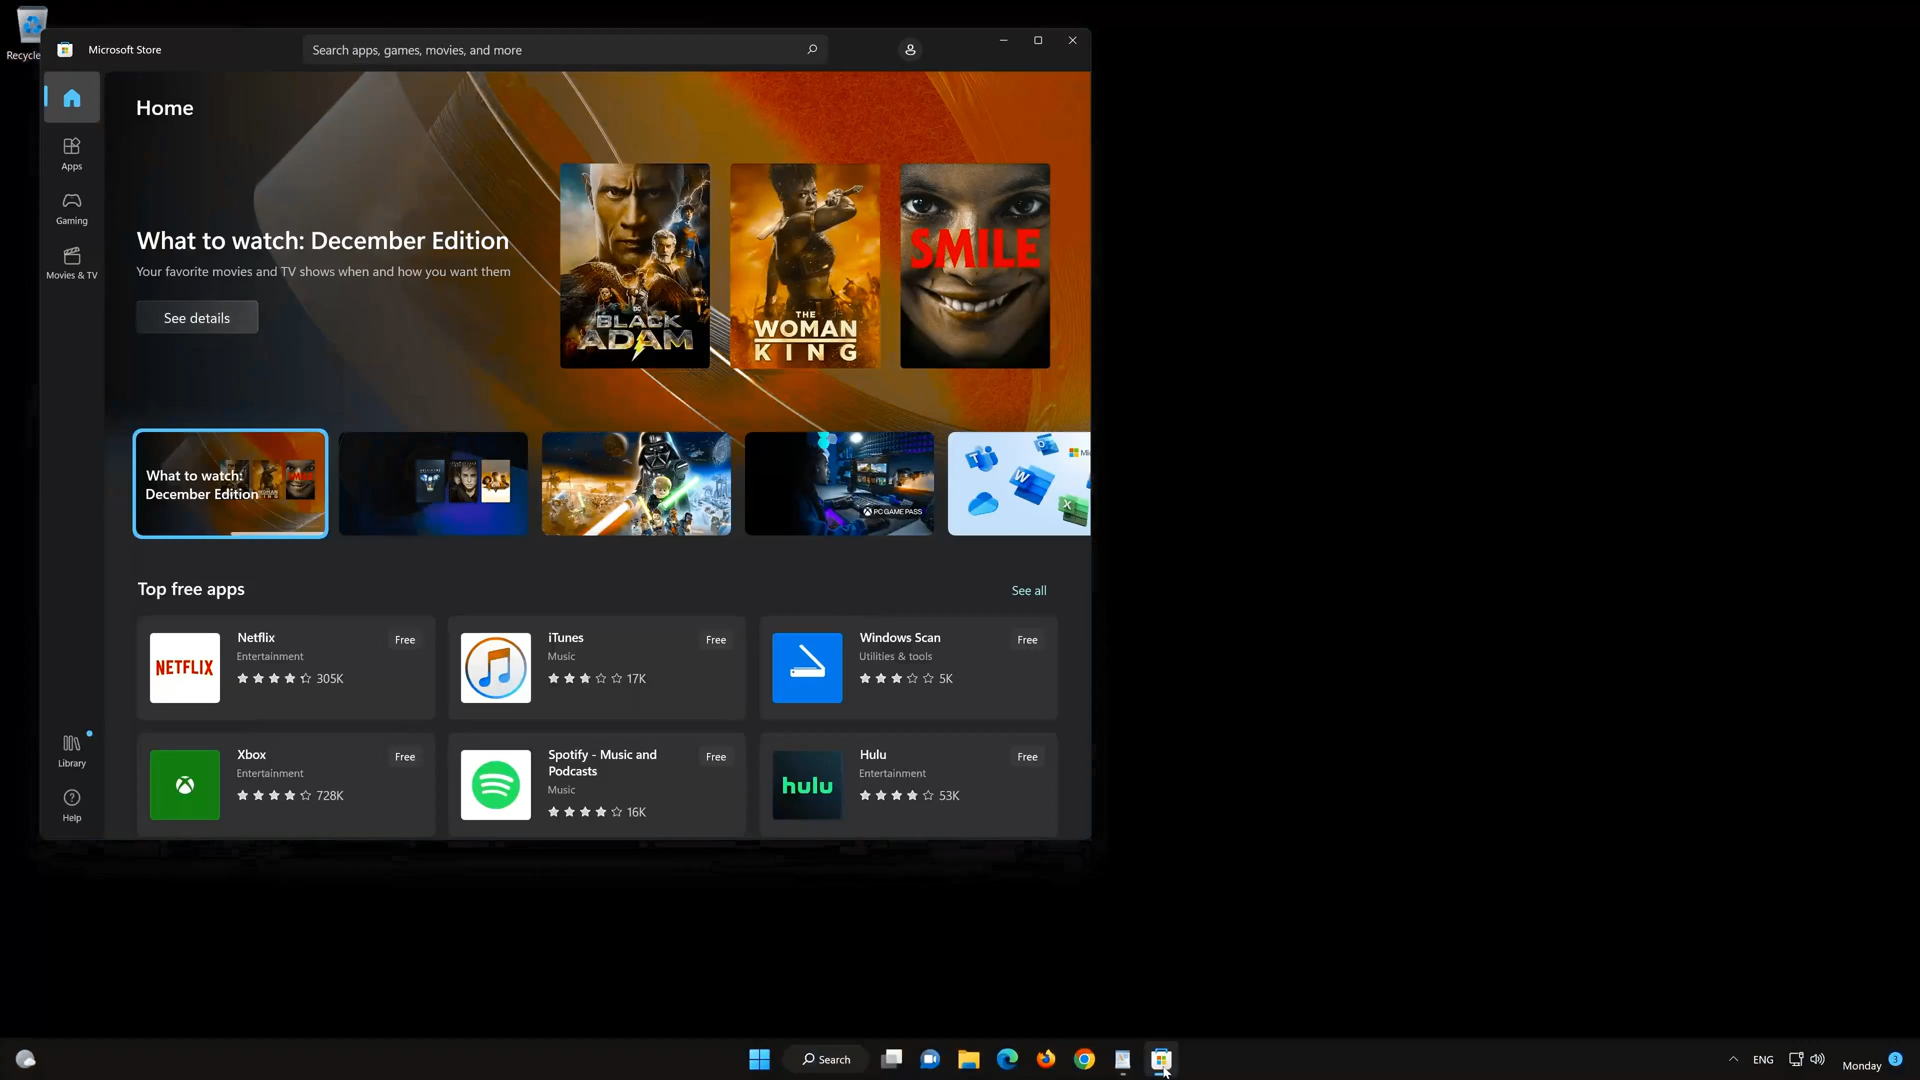 Recycle
Microsoft Store
Search apps, games, movies, and more
Home
Apps
Gaming
Movies & TV
Library
Help
What to watch: December Edition
Your favorite movies and TV shows when and how you want them
See details
DC
BLACK
ADAM
THE
WOMAN
KING
SMILE
What to watch:
December Edition
PC GAME PASS
Top free apps
See all
Netflix
Free
Entertainment
305K
NETFLIX
iTunes
Free
Music
17K
Windows Scan
Free
Utilities & tools
5K
Xbox
Free
Entertainment
728K
Spotify - Music and
Podcasts
Free
Music
16K
Hulu
Free
Entertainment
53K
hulu
Search
ENG
Monday
3